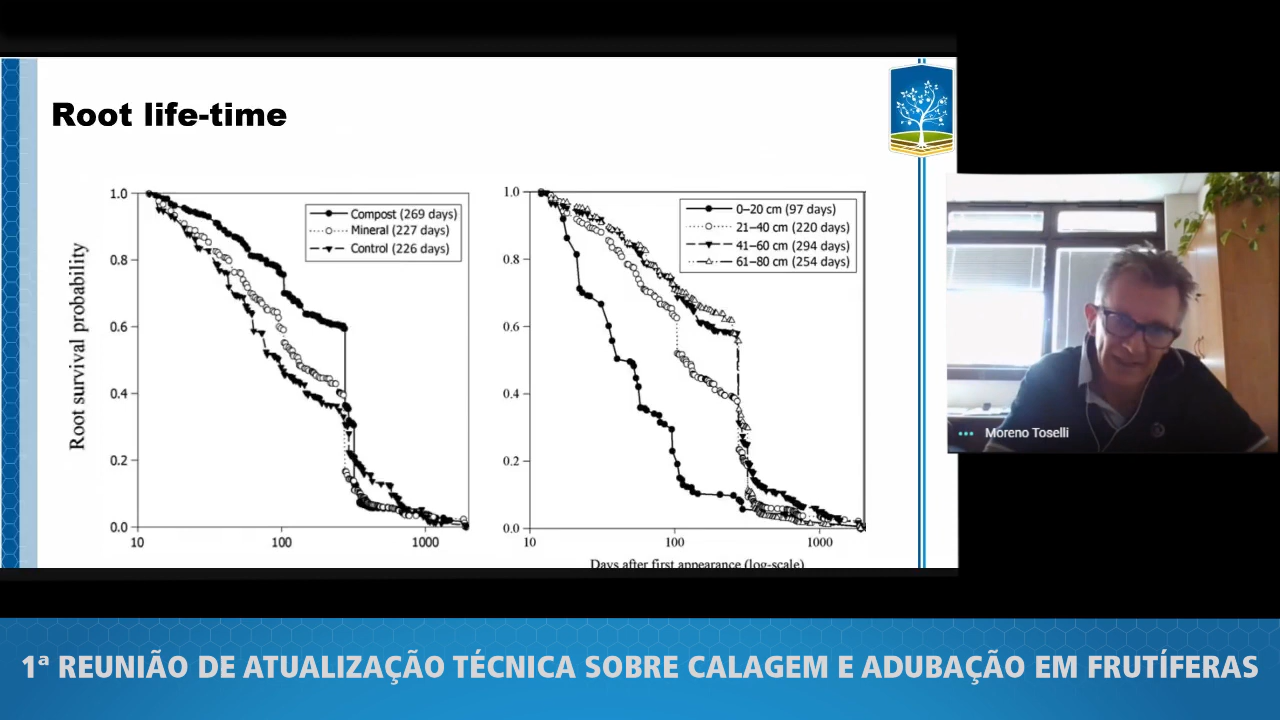 Root life-time
Root survival probability
1.0
0.8
0.6
0.4
0.2
0.0
10
100
1000
Compost (269 days)
Mineral (227 days)
Control (226 days)
1.0
0.8
0.6
0.4
0.2
0.0
10
100
1000
0–20 cm (97 days)
21–40 cm (220 days)
41–60 cm (294 days)
61–80 cm (254 days)
Days after first appearance (log-scale)
Moreno Toselli
1ª REUNIÃO DE ATUALIZAÇÃO TÉCNICA SOBRE CALAGEM E ADUBAÇÃO EM FRUTÍFERAS